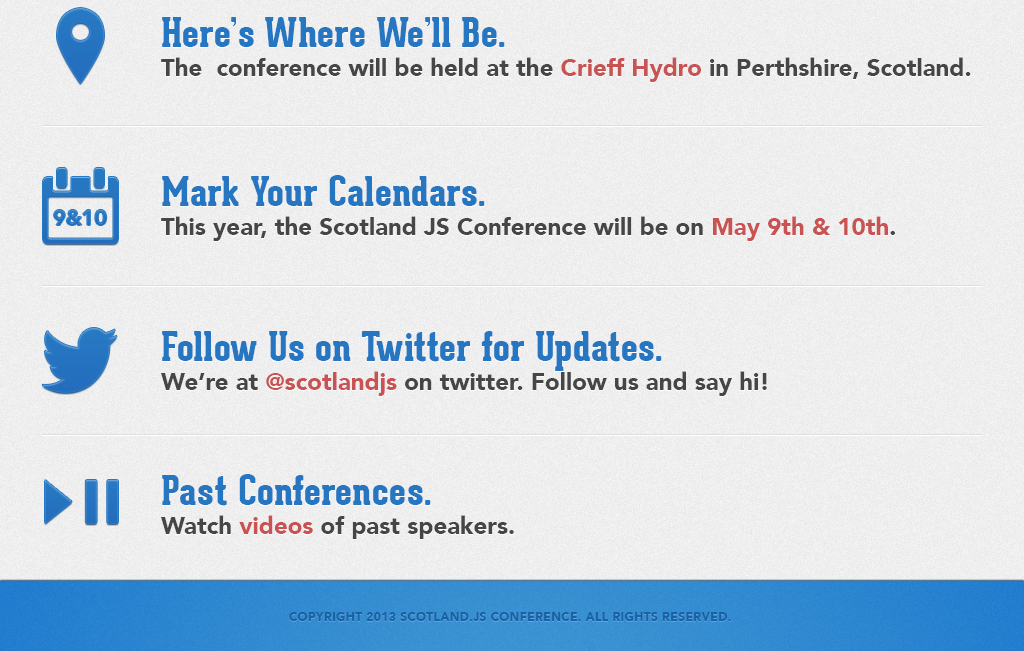 Here's Where We'll Be.
The conference will be held at the Crieff Hydro in Perthshire, Scotland.
9&10
Mark Your Calendars.
This year, the Scotland JS Conference will be on May 9th & 10th.
Follow Us on Twitter for Updates.
We're at @scotlandjs on twitter. Follow us and say hi!
Past Conferences.
Watch videos of past speakers.
COPYRIGHT 2013 SCOTLAND.JS CONFERENCE. ALL RIGHTS RESERVED.